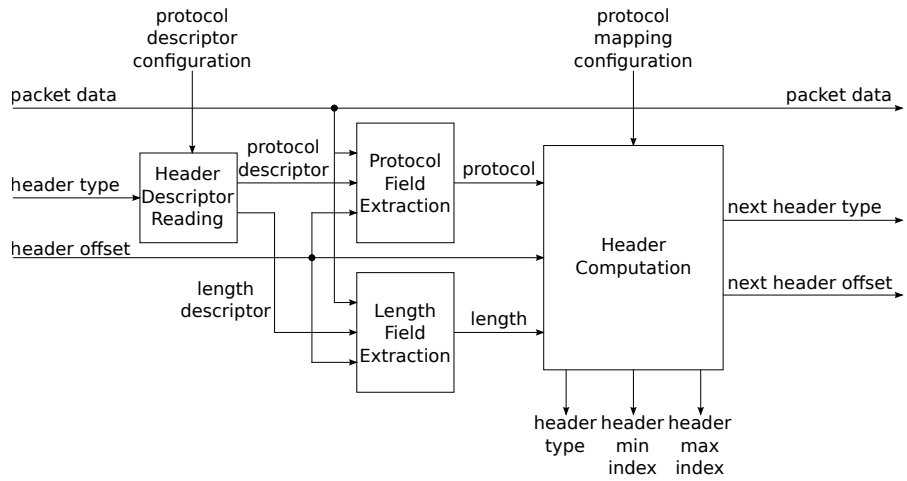 protocol
descriptor
configuration
protocol
mapping
configuration
packet data
packet data
header type
Header
Descriptor
Reading
protocol
descriptor
Protocol
Field
Extraction
protocol
header offset
length
descriptor
Length
Field
Extraction
length
Header
Computation
next header type
next header offset
header
type
header
min
index
header
max
index